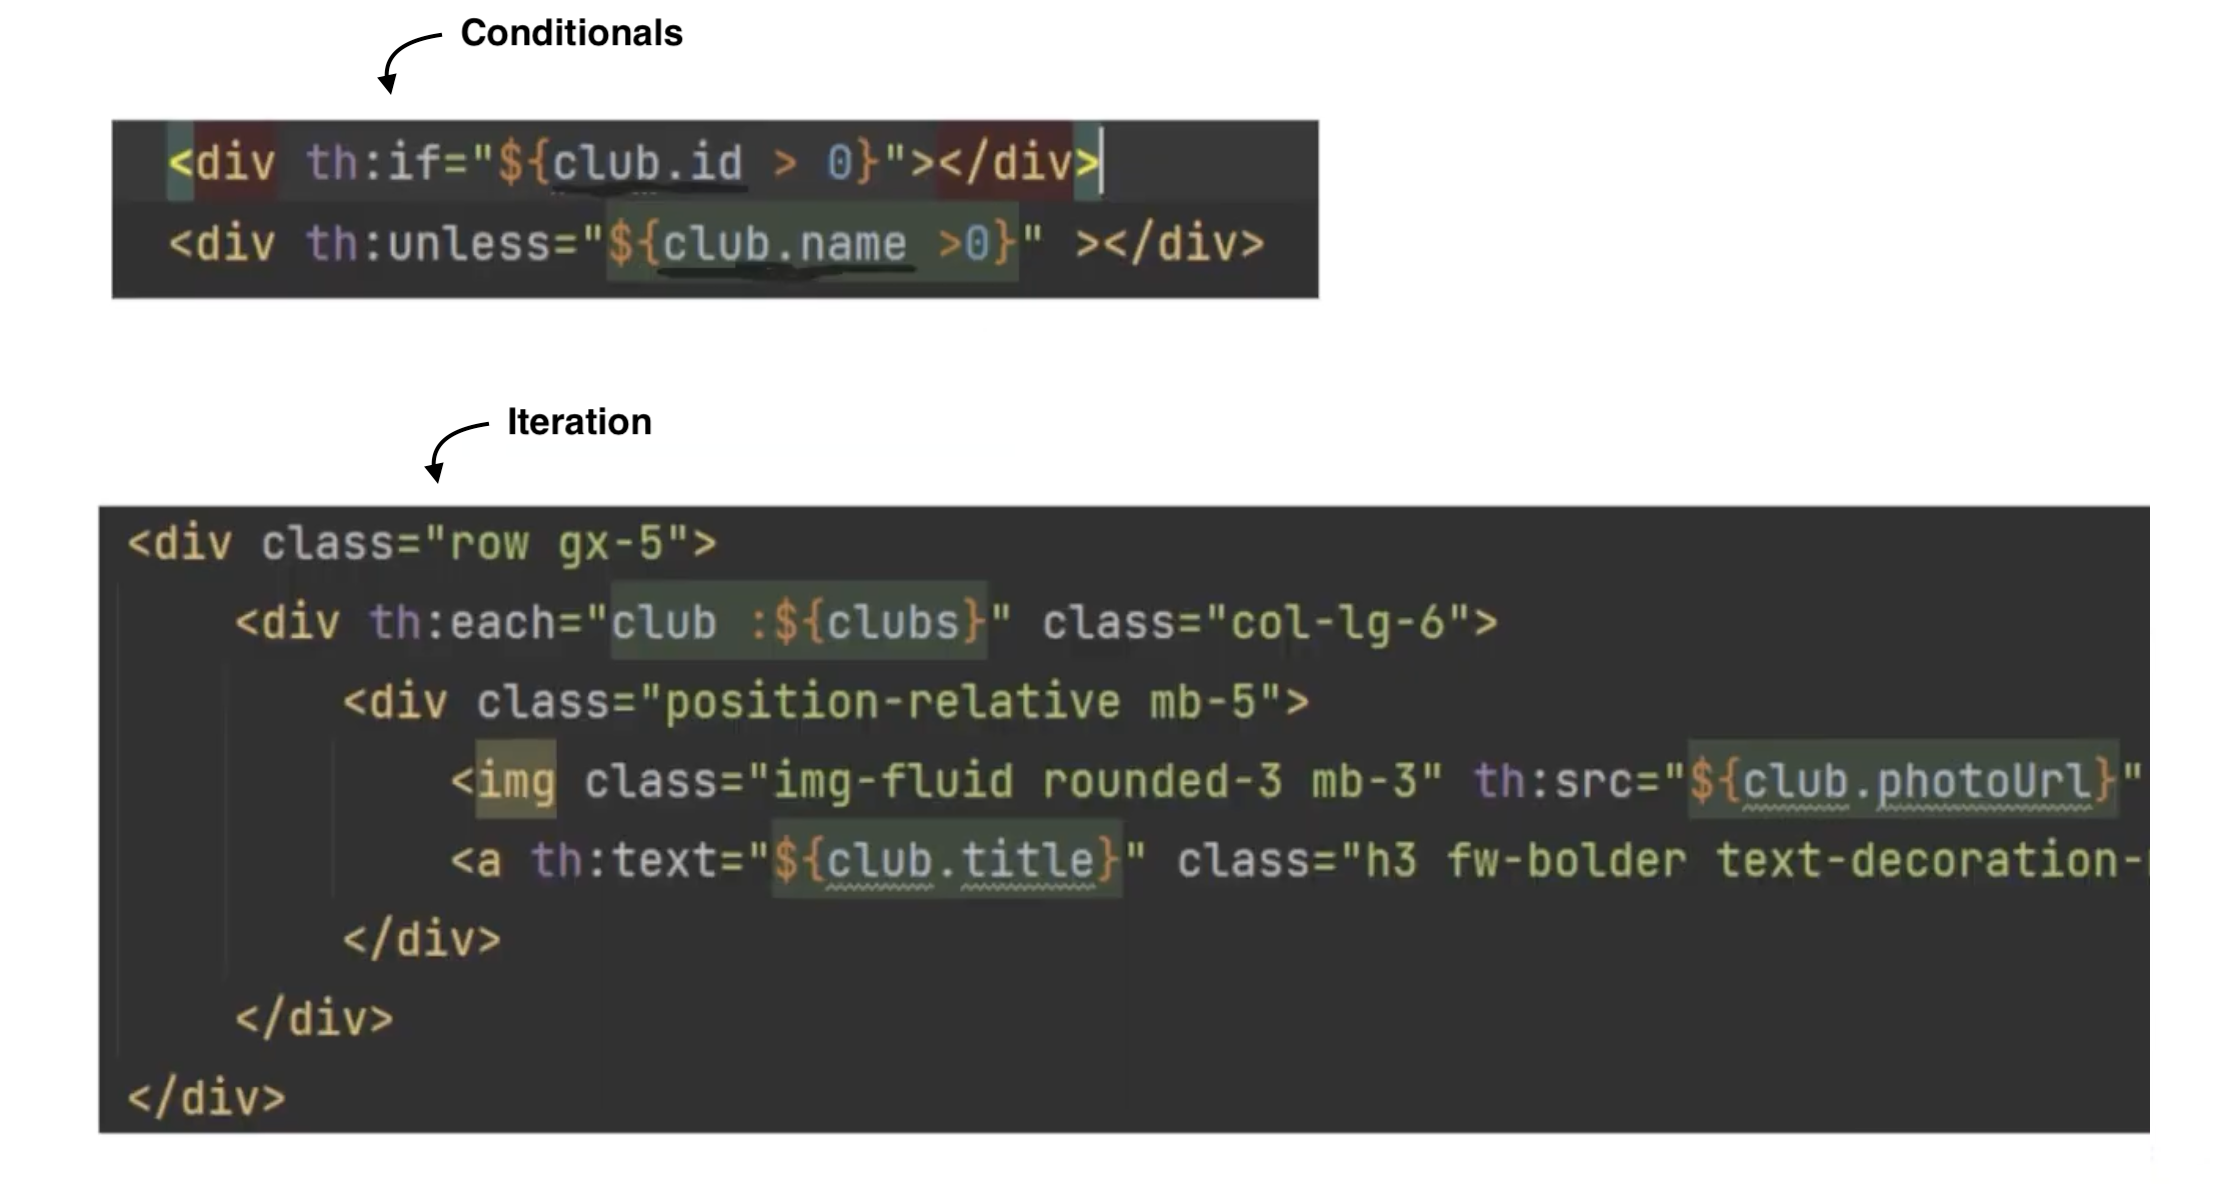 Conditionals
<div th:if="${club.id > 0}"></div>
<div th:unless="${club.name >0}" ></div>
Iteration
<div class="row gx-5">
<div th:each="club :${clubs}" class="col-lg-6">
<div class="position-relative mb-5">
<img class="img-fluid rounded-3 mb-3" th:src="${club.photoUrl}"
<a th:text="${club.title}" class="h3 fw-bolder text-decoration-
</div>
</div>
</div>